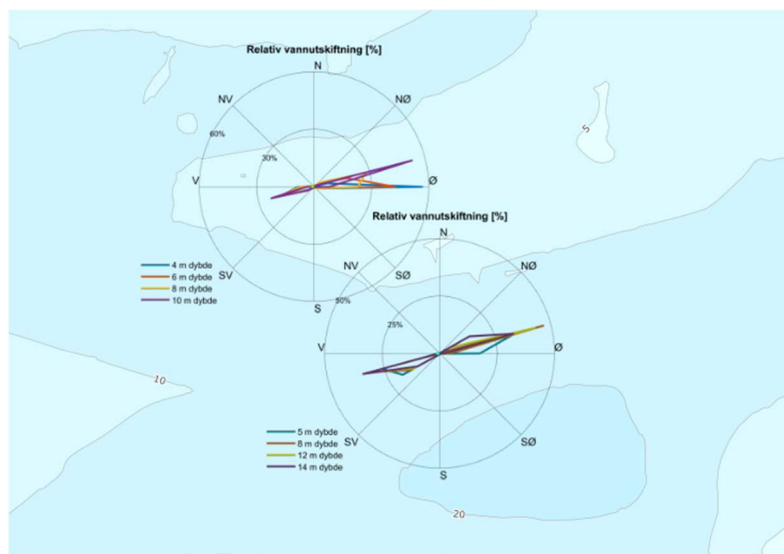 Relativ vannutskiftning [%]
N
NV
NØ
60%
30%
V
Ø
SV
SØ
S
4 m dybde
6 m dybde
8 m dybde
10 m dybde
Relativ vannutskiftning [%]
N
NV
NØ
50%
25%
V
Ø
SV
SØ
S
5 m dybde
8 m dybde
12 m dybde
14 m dybde
5
10
20